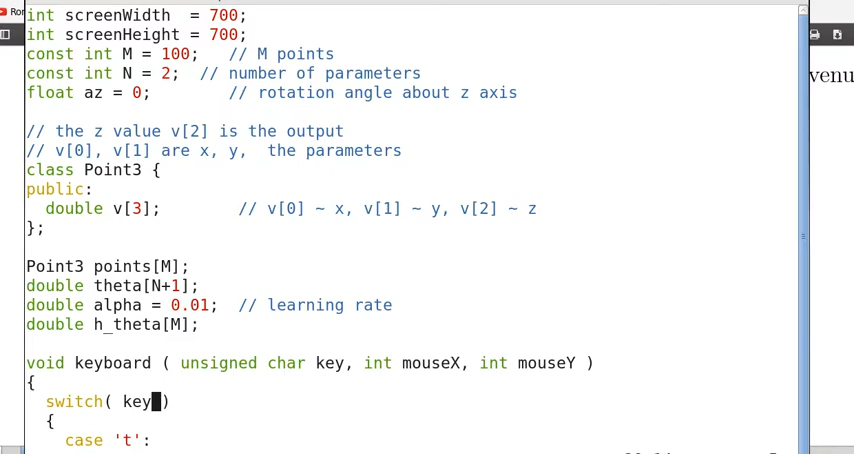 Ror
int screenWidth  = 700;
int screenHeight = 700;
const int M = 100;   // M points
const int N = 2;  // number of parameters
venu
float az = 0;        // rotation angle about z axis
// the z value v[2] is the output
// v[0], v[1] are x, y,  the parameters
class Point3 {
public:
  double v[3];        // v[0] ~ x, v[1] ~ y, v[2] ~ z
};
Point3 points[M];
double theta[N+1];
double alpha = 0.01;  // learning rate
double h_theta[M];
void keyboard ( unsigned char key, int mouseX, int mouseY )
{
  switch( key )
  {
    case 't':